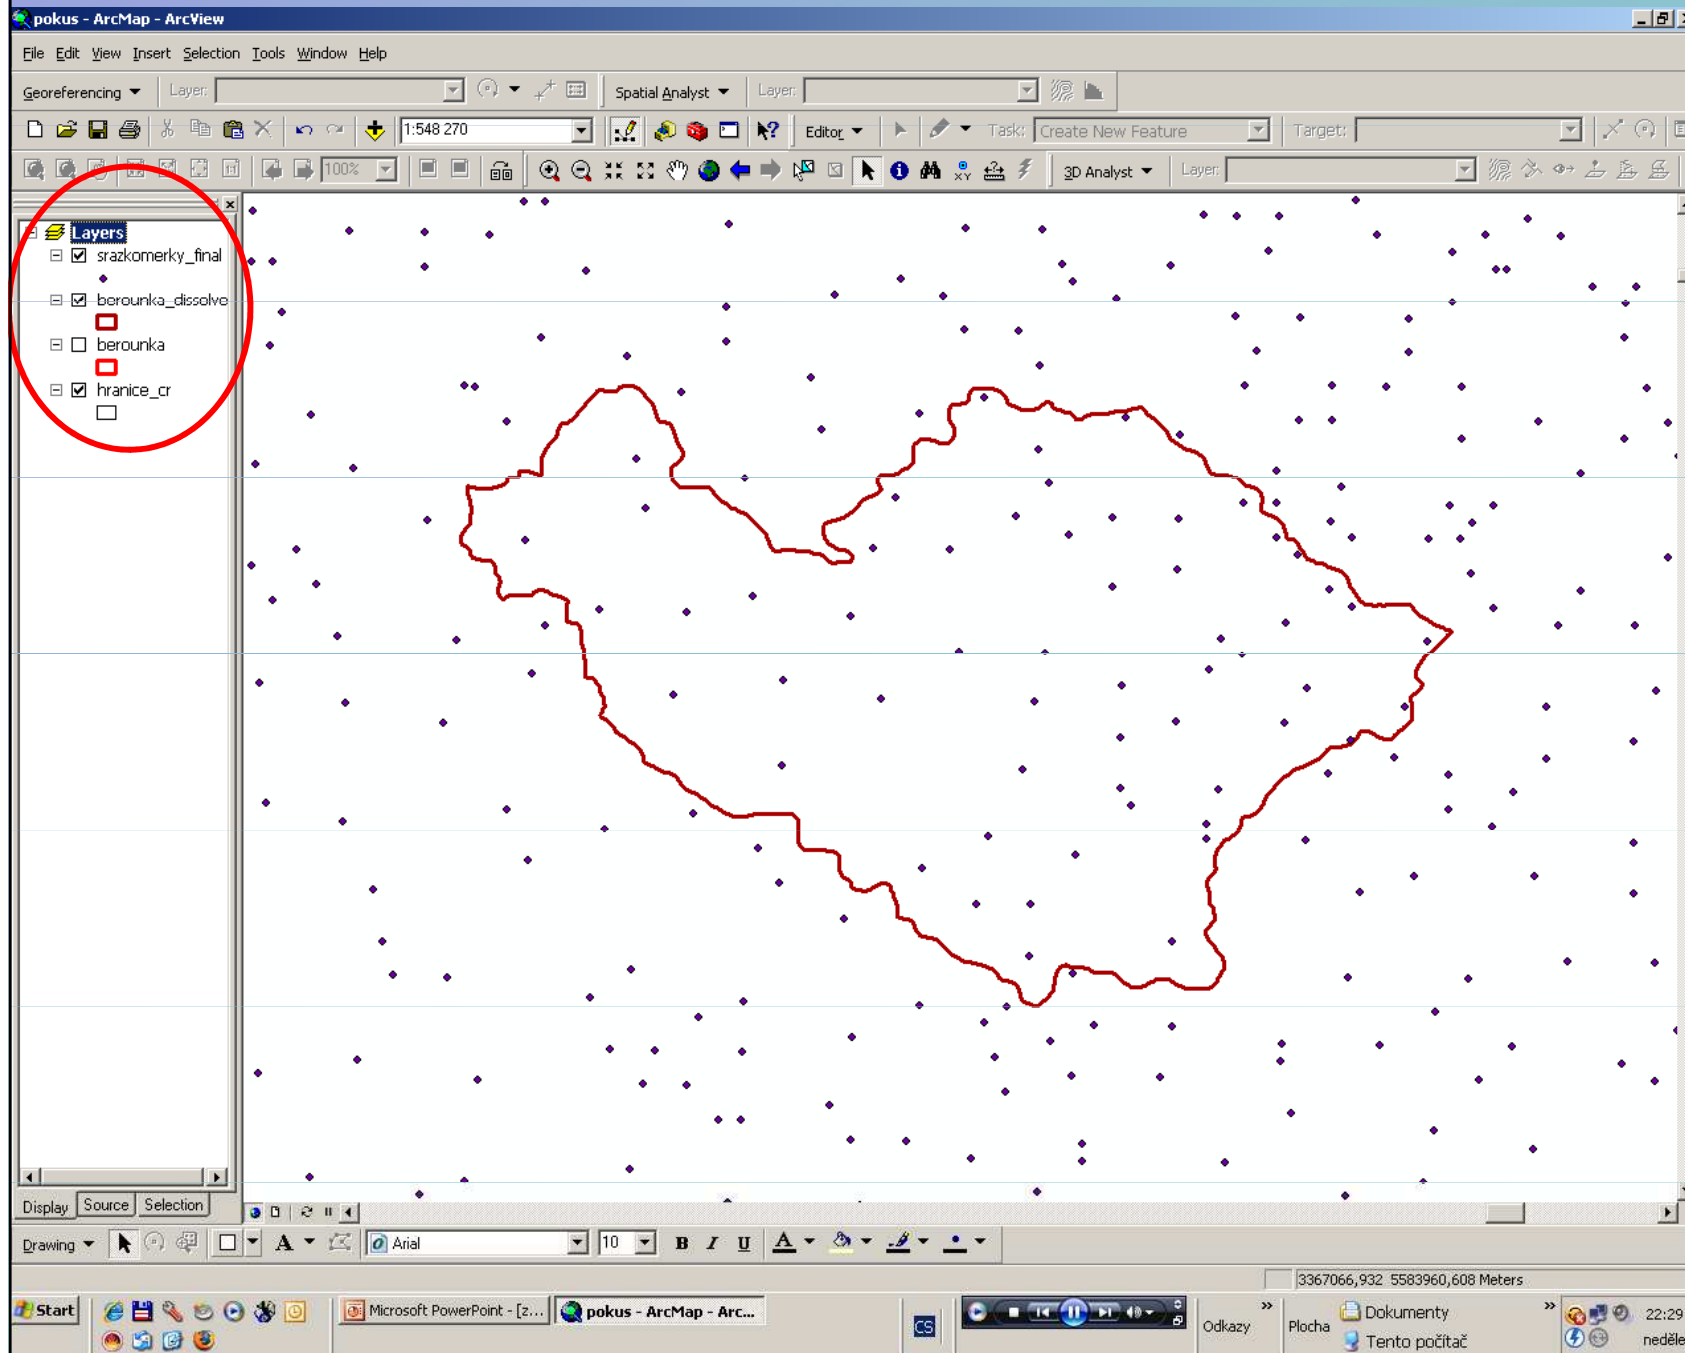 pokus - ArcMap - ArcView
File Edit View Insert Selection Tools Window Help
Georeferencing Layer: Spatial Analyst Layer:
1:548 270 Editor Task: Create New Feature Target:
100% 1:1 3D Analyst Layer:
Layers
srazkomerky_final
berounka_dissolve
berounka
hranice_cr
Display Source Selection
Drawing A Arial 10 B I U A
3367066,932 5583960,608 Meters
Start Microsoft PowerPoint - [z... pokus - ArcMap - Arc... CS Odkazy » Plocha Dokumenty » 22:29
Tento počítač neděle